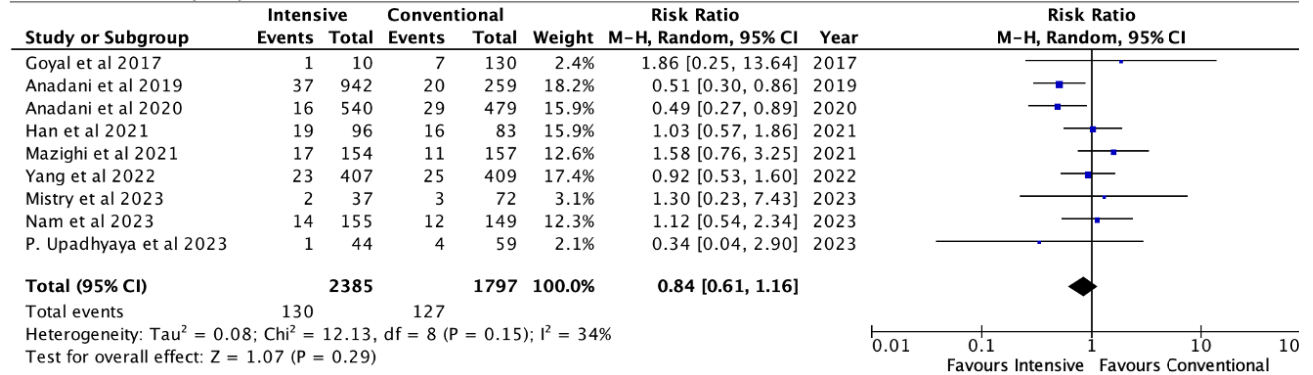 Intensive Conventional Risk Ratio Risk Ratio
Study or Subgroup Events Total Events Total Weight M-H, Random, 95% CI Year M-H, Random, 95% CI
Goyal et al 2017 1 10 7 130 2.4% 1.86 [0.25, 13.64] 2017
Anadani et al 2019 37 942 20 259 18.2% 0.51 [0.30, 0.86] 2019
Anadani et al 2020 16 540 29 479 15.9% 0.49 [0.27, 0.89] 2020
Han et al 2021 19 96 16 83 15.9% 1.03 [0.57, 1.86] 2021
Mazighi et al 2021 17 154 11 157 12.6% 1.58 [0.76, 3.25] 2021
Yang et al 2022 23 407 25 409 17.4% 0.92 [0.53, 1.60] 2022
Mistry et al 2023 2 37 3 72 3.1% 1.30 [0.23, 7.43] 2023
Nam et al 2023 14 155 12 149 12.3% 1.12 [0.54, 2.34] 2023
P. Upadhyaya et al 2023 1 44 4 59 2.1% 0.34 [0.04, 2.90] 2023
Total (95% CI) 2385 1797 100.0% 0.84 [0.61, 1.16]
Total events 130 127
Heterogeneity: Tau² = 0.08; Chi² = 12.13, df = 8 (P = 0.15); I² = 34%
Test for overall effect: Z = 1.07 (P = 0.29)
0.01 0.1 1 10
Favours Intensive Favours Conventional